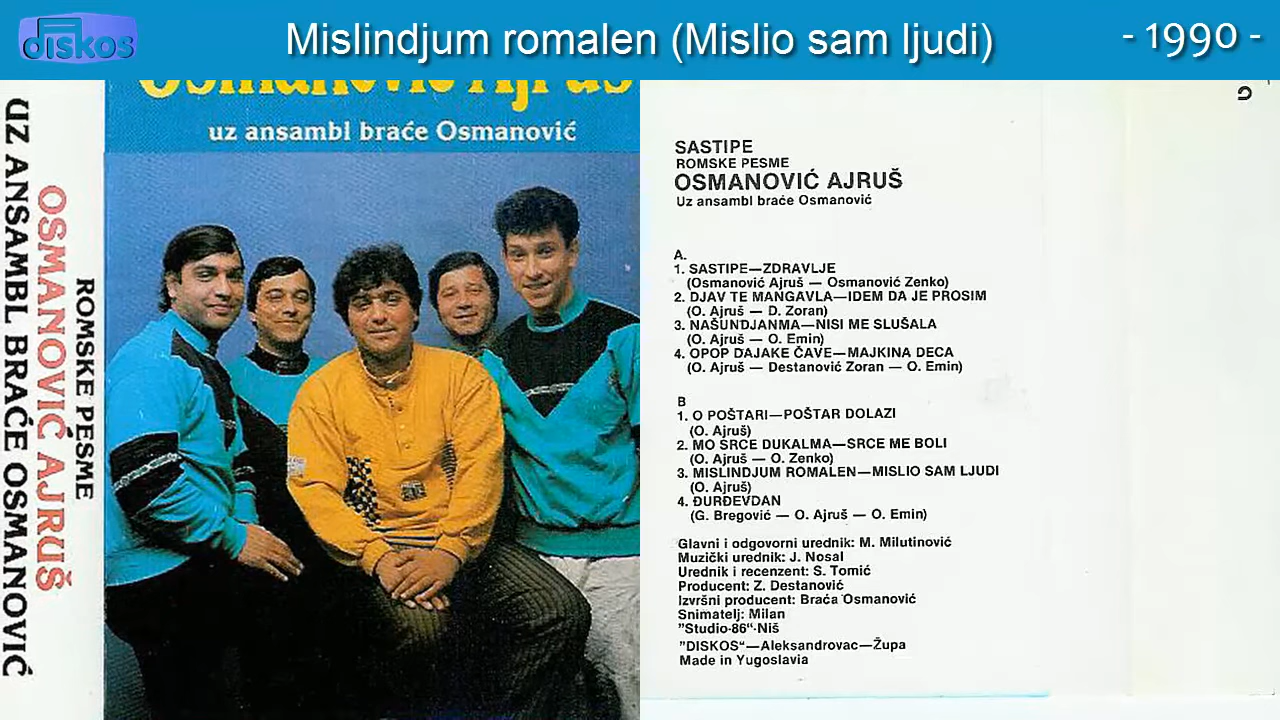 diskos
Mislindjum romalen (Mislio sam ljudi)
- 1990 -
UZ ANSAMBL BRAĆE OSMANOVIĆ
OSMANOVIĆ AJRUŠ
ROMSKE PESME
uz ansambl braće Osmanović
SASTIPE
ROMSKE PESME
OSMANOVIĆ AJRUŠ
Uz ansambl braće Osmanović
A.
1. SASTIPE—ZDRAVLJE
(Osmanović Ajruš — Osmanović Zenko)
2. DJAV TE MANGAVLA—IDEM DA JE PROSIM
(O. Ajruš — D. Zoran)
3. NAŠUNDJANMA—NISI ME SLUŠALA
(O. Ajruš — O. Emin)
4. OPOP DAJAKE ČAVE—MAJKINA DECA
(O. Ajruš — Destanović Zoran — O. Emin)
B
1. O POŠTARI—POŠTAR DOLAZI
(O. Ajruš)
2. MO SRCE DUKALMA—SRCE ME BOLI
(O. Ajruš — O. Zenko)
3. MISLINDJUM ROMALEN—MISLIO SAM LJUDI
(O. Ajruš)
4. ĐURĐEVDAN
(G. Bregović — O. Ajruš — O. Emin)
Glavni i odgovorni urednik: M. Milutinović
Muzički urednik: J. Nosal
Urednik i recenzent: S. Tomić
Producent: Z. Destanović
Izvršni producent: Braća Osmanović
Snimatelj: Milan
"Studio-86"-Niš
"DISKOS"—Aleksandrovac—Župa
Made in Yugoslavia